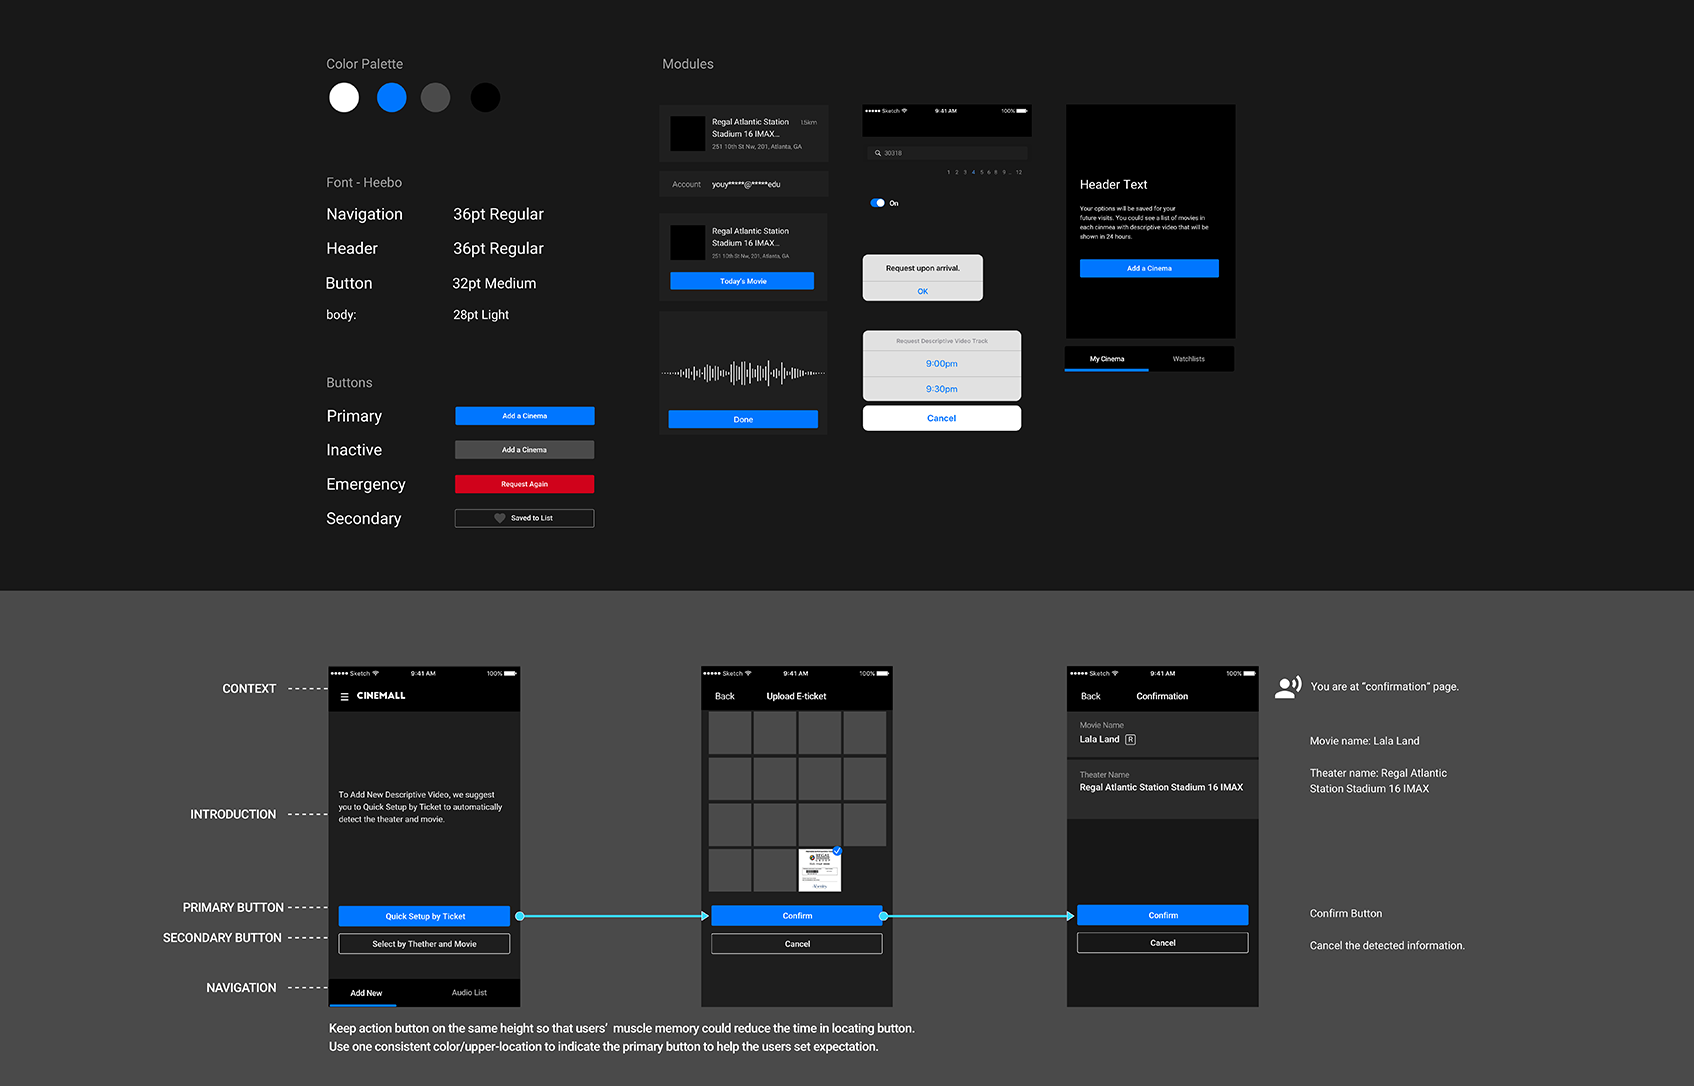 Color Palette
Font - Heebo
Navigation 36pt Regular
Header 36pt Regular
Button 32pt Medium
body: 28pt Light
Buttons
Primary Add a Cinema
Inactive Add a Cinema
Emergency Request Again
Secondary Saved to List
Modules
Regal Atlantic Station 1.5km
Stadium 16 IMAX...
251 10th St Nw, 201, Atlanta, GA
Account youy*****@*****edu
Regal Atlantic Station
Stadium 16 IMAX...
251 10th St Nw, 201, Atlanta, GA
Today's Movie
Done
Sketch 9:41 AM 100%
30318
1 2 3 4 5 6 8 9 .. 12
On
Request upon arrival.
OK
Request Descriptive Video Track
9:00pm
9:30pm
Cancel
Header Text
Your options will be saved for your
future visits. You could see a list of movies in
each cinmea with descriptive video that will be
shown in 24 hours.
Add a Cinema
My Cinema Watchlists
CONTEXT
INTRODUCTION
PRIMARY BUTTON
SECONDARY BUTTON
NAVIGATION
Sketch 9:41 AM 100%
CINEMALL
To Add New Descriptive Video, we suggest
you to Quick Setup by Ticket to automatically
detect the theater and movie.
Quick Setup by Ticket
Select by Thether and Movie
Add New Audio List
Sketch 9:41 AM 100%
Back Upload E-ticket
Confirm
Cancel
Sketch 9:41 AM 100%
Back Confirmation
Movie Name
Lala Land R
Theater Name
Regal Atlantic Station Stadium 16 IMAX
Confirm
Cancel
You are at “confirmation” page.
Movie name: Lala Land
Theater name: Regal Atlantic
Station Stadium 16 IMAX
Confirm Button
Cancel the detected information.
Keep action button on the same height so that users’ muscle memory could reduce the time in locating button.
Use one consistent color/upper-location to indicate the primary button to help the users set expectation.